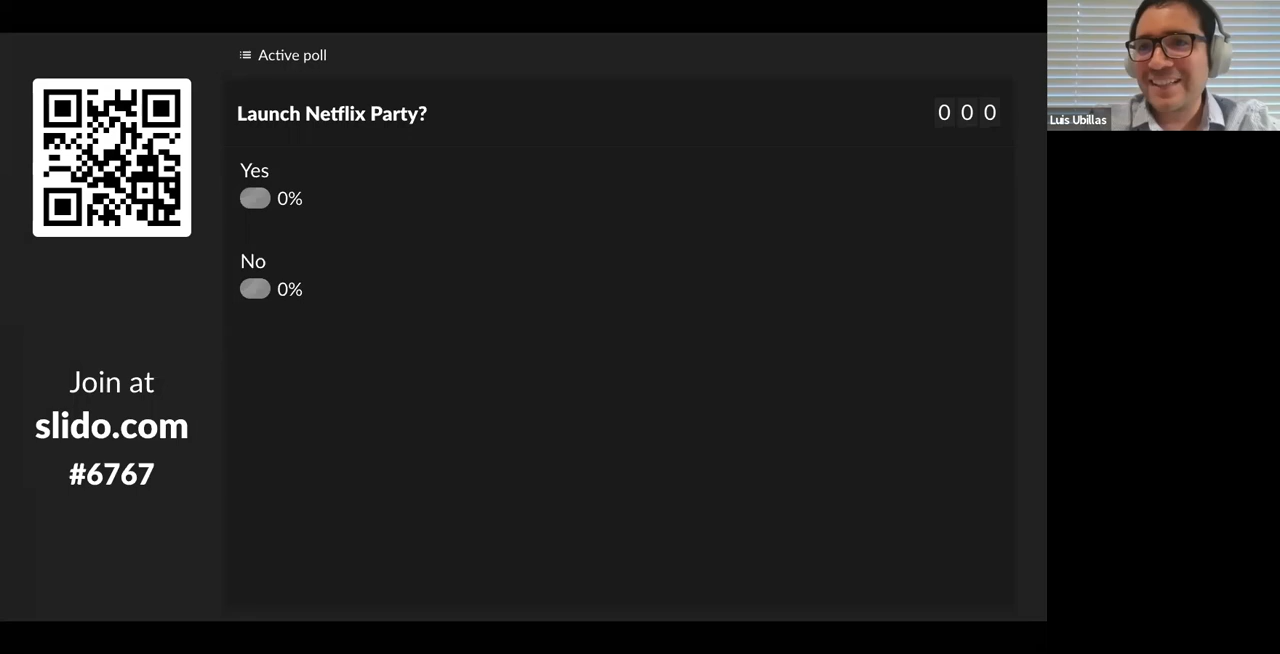 Active poll
Launch Netflix Party?
0 0 0
Yes
0%
No
0%
Join at
slido.com
#6767
Luis Ubillas